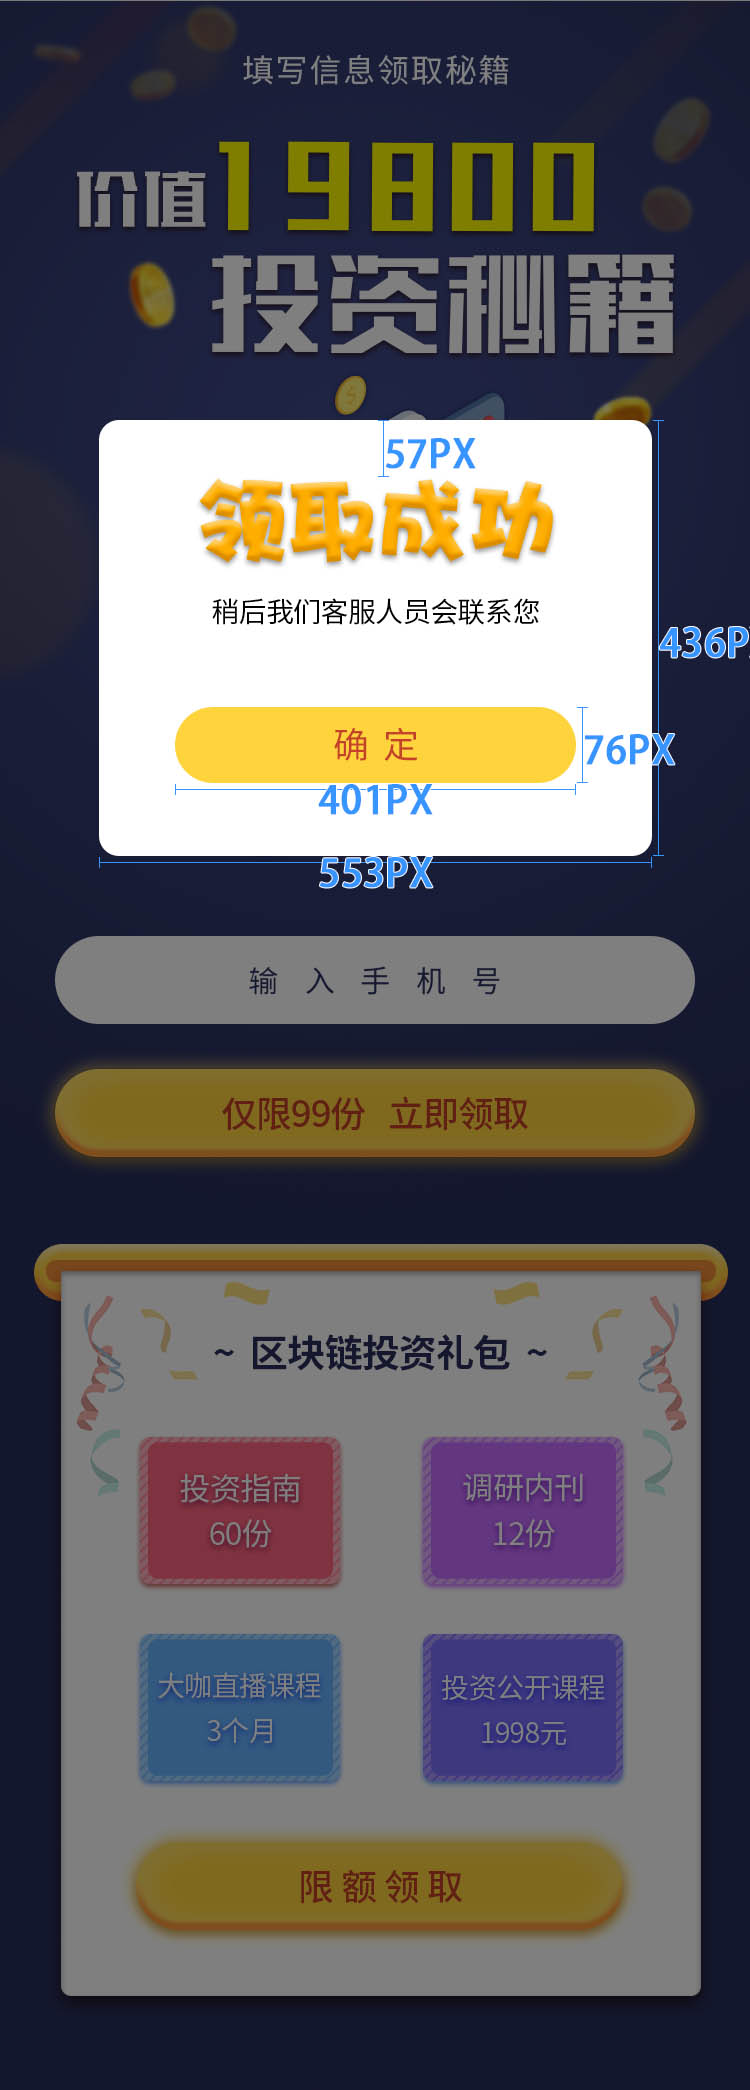 填写信息领取秘籍
价值19800
投资秘籍
57PX
领取成功
稍后我们客服人员会联系您
436P
确定
76PX
401PX
553PX
输入手机号
仅限99份 立即领取
~ 区块链投资礼包 ~
投资指南
60份
调研内刊
12份
大咖直播课程
3个月
投资公开课程
1998元
限额领取